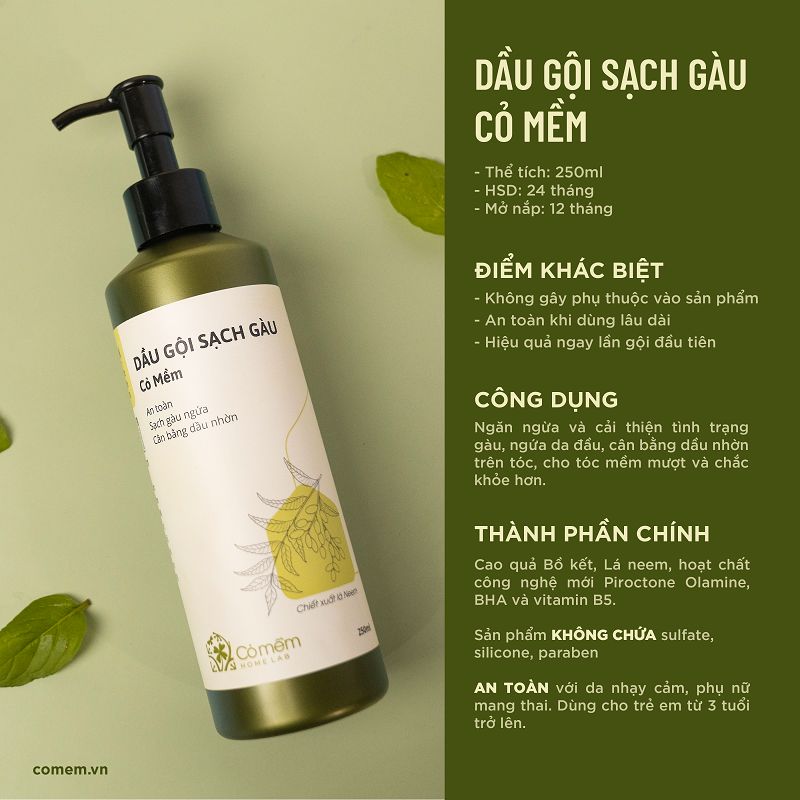 DẦU GỘI SẠCH GÀU
CỎ MỀM
- Thể tích: 250ml
- HSD: 24 tháng
- Mở nắp: 12 tháng
ĐIỂM KHÁC BIỆT
- Không gây phụ thuộc vào sản phẩm
- An toàn khi dùng lâu dài
- Hiệu quả ngay lần gội đầu tiên
CÔNG DỤNG
Ngăn ngừa và cải thiện tình trạng
gàu, ngứa da đầu, cân bằng dầu nhờn
trên tóc, cho tóc mềm mượt và chắc
khỏe hơn.
THÀNH PHẦN CHÍNH
Cao quả Bồ kết, Lá neem, hoạt chất
công nghệ mới Piroctone Olamine,
BHA và vitamin B5.
Sản phẩm KHÔNG CHỨA sulfate,
silicone, paraben
AN TOÀN với da nhạy cảm, phụ nữ
mang thai. Dùng cho trẻ em từ 3 tuổi
trở lên.
DẦU GỘI SẠCH GÀU
Cỏ Mềm
An toàn
Sạch gàu ngứa
Cân bằng dầu nhờn
Chiết xuất lá Neem
250ml
Cỏ mềm
HOME LAB
comem.vn